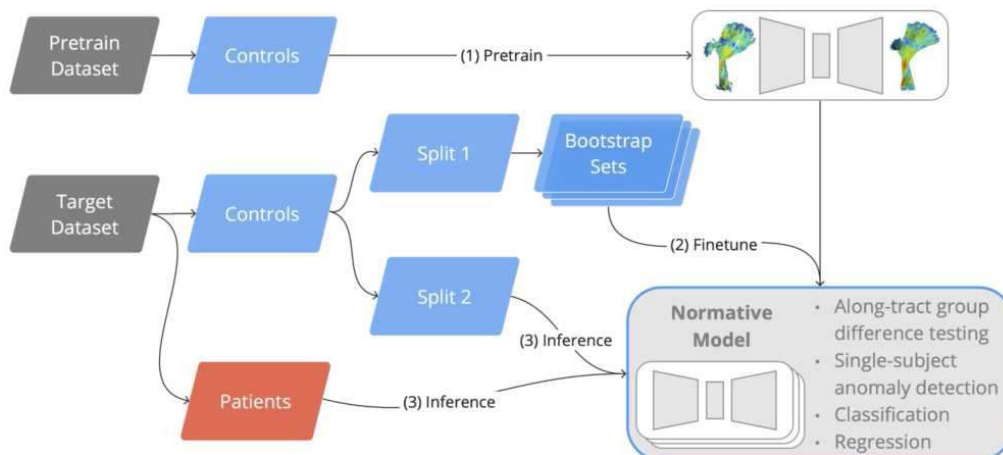 Pretrain
Dataset
Controls
(1) Pretrain
Target
Dataset
Controls
Split 1
Bootstrap
Sets
(2) Finetune
Split 2
(3) Inference
Patients
(3) Inference
Normative
Model
· Along-tract group
difference testing
· Single-subject
anomaly detection
· Classification
· Regression